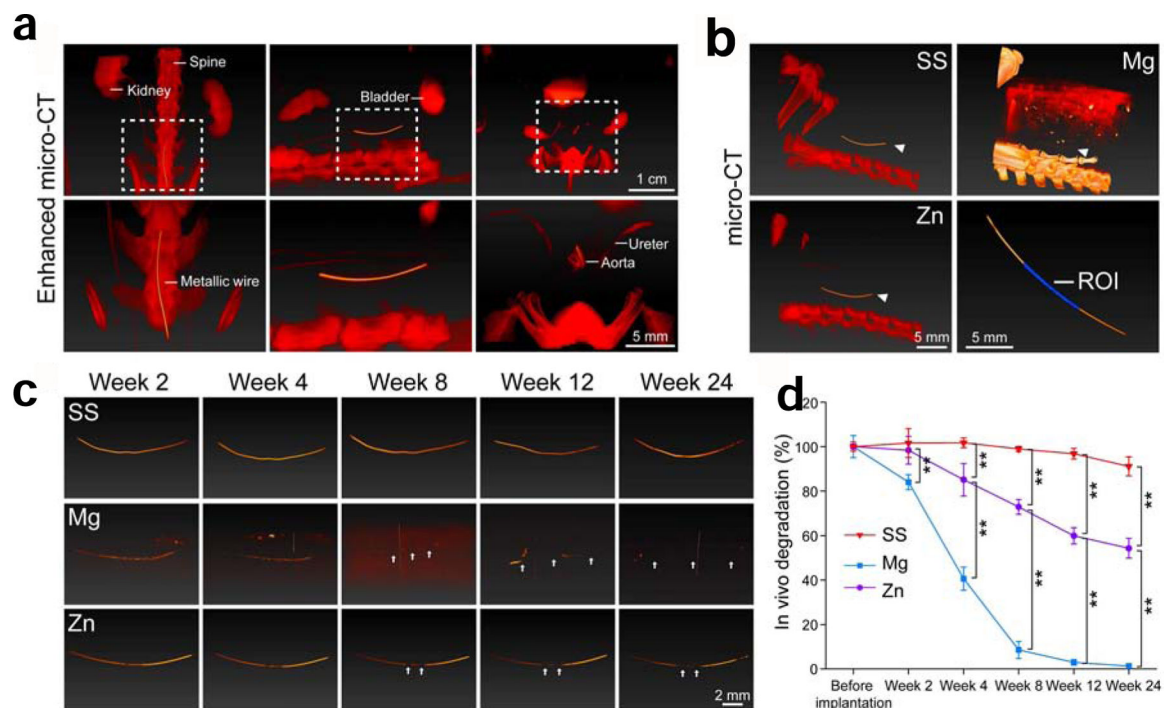 a
Enhanced micro-CT
Spine
Kidney
Bladder
1 cm
Metallic wire
Ureter
Aorta
5 mm
b
micro-CT
SS
Mg
Zn
5 mm
ROI
5 mm
c
Week 2 Week 4 Week 8 Week 12 Week 24
SS
Mg
Zn
2 mm
d
In vivo degradation (%)
120
100
80
60
40
20
0
SS
Mg
Zn
**
**
**
**
**
**
**
**
**
Before implantation Week 2 Week 4 Week 8 Week 12 Week 24